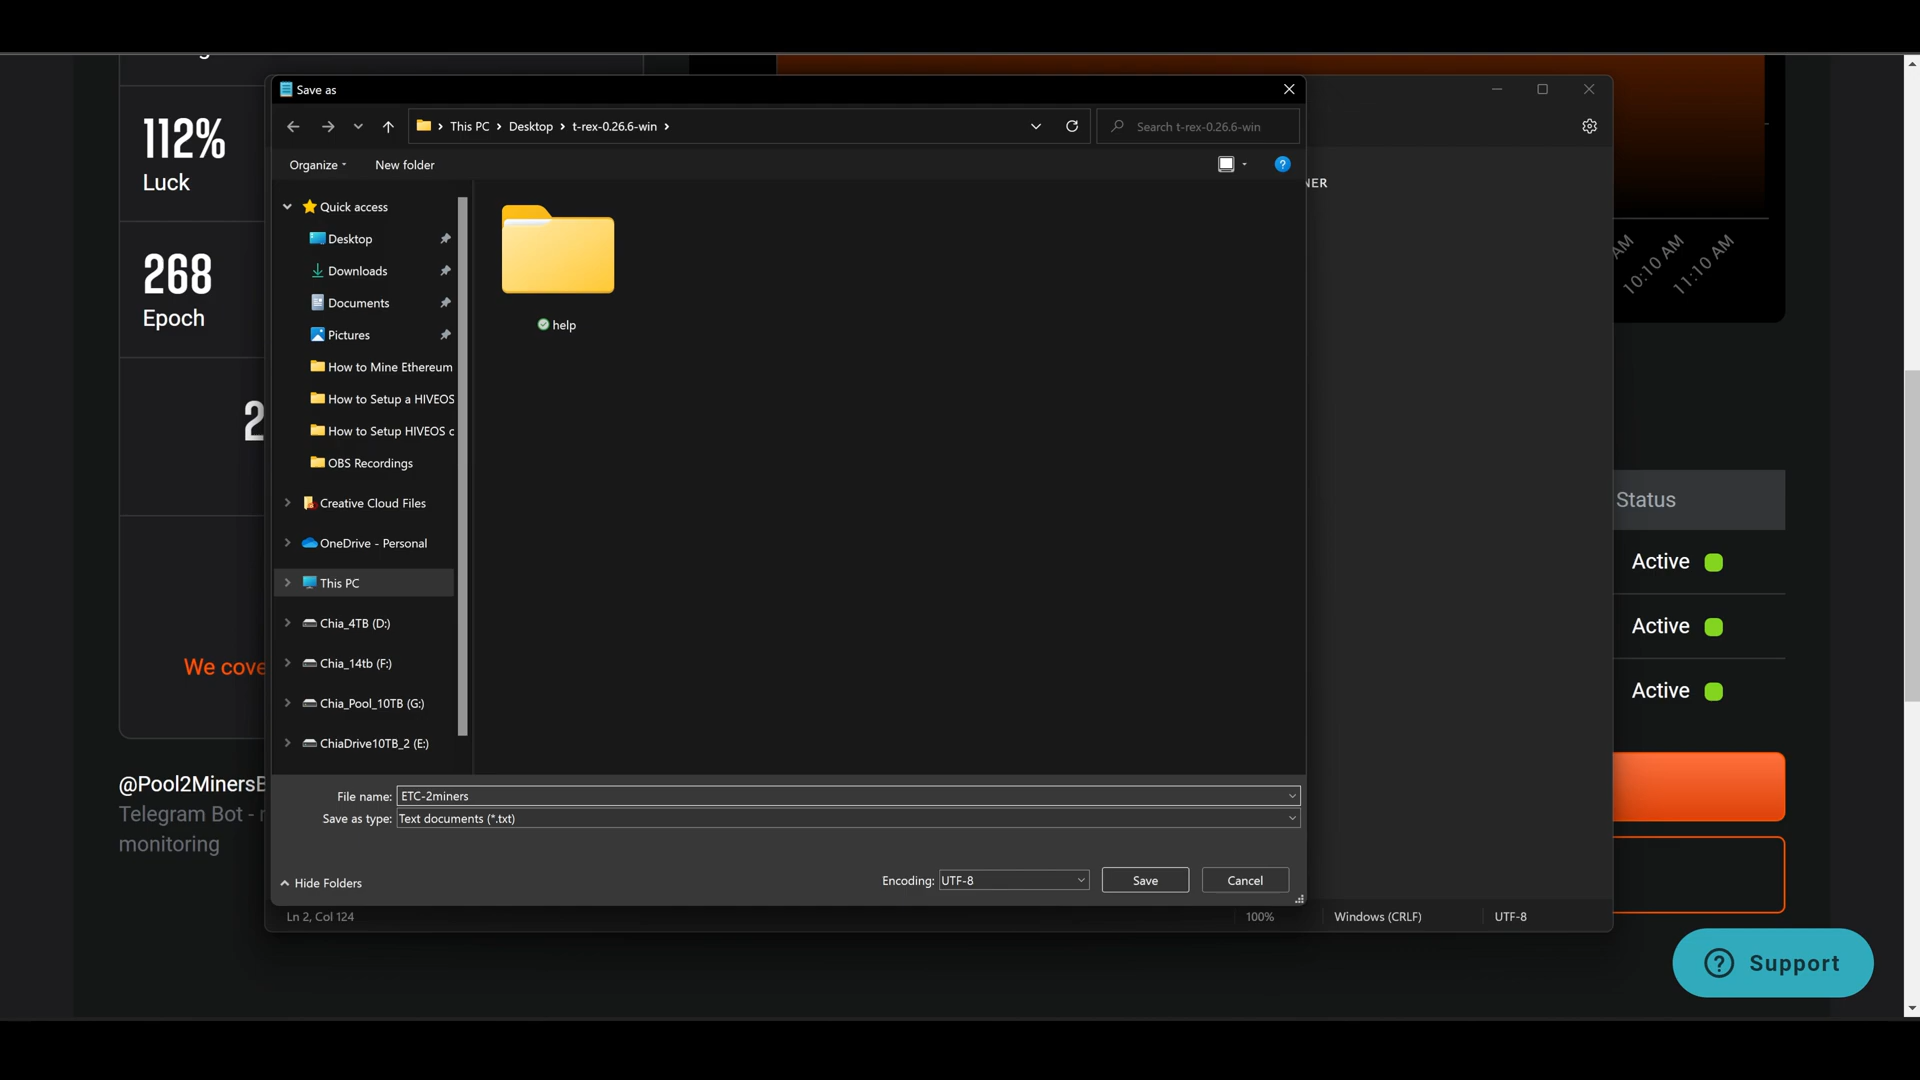 Save as
This PC > Desktop > t-rex-0.26.6-win >
Search t-rex-0.26.6-win
Organize
New folder
Quick access
Desktop
Downloads
Documents
Pictures
How to Mine Ethereum
How to Setup a HIVEOS
How to Setup HIVEOS c
OBS Recordings
Creative Cloud Files
OneDrive - Personal
This PC
Chia_4TB (D:)
Chia_14tb (F:)
Chia_Pool_10TB (G:)
ChiaDrive10TB_2 (E:)
help
File name: ETC-2miners
Save as type: Text documents (*.txt)
Hide Folders
Encoding: UTF-8
Save
Cancel
Ln 2, Col 124
100%
Windows (CRLF)
UTF-8
NER
112%
Luck
268
Epoch
2
We cove
@Pool2MinersB
Telegram Bot - r
monitoring
AM
10:10 AM
11:10 AM
Status
Active
Active
Active
Support